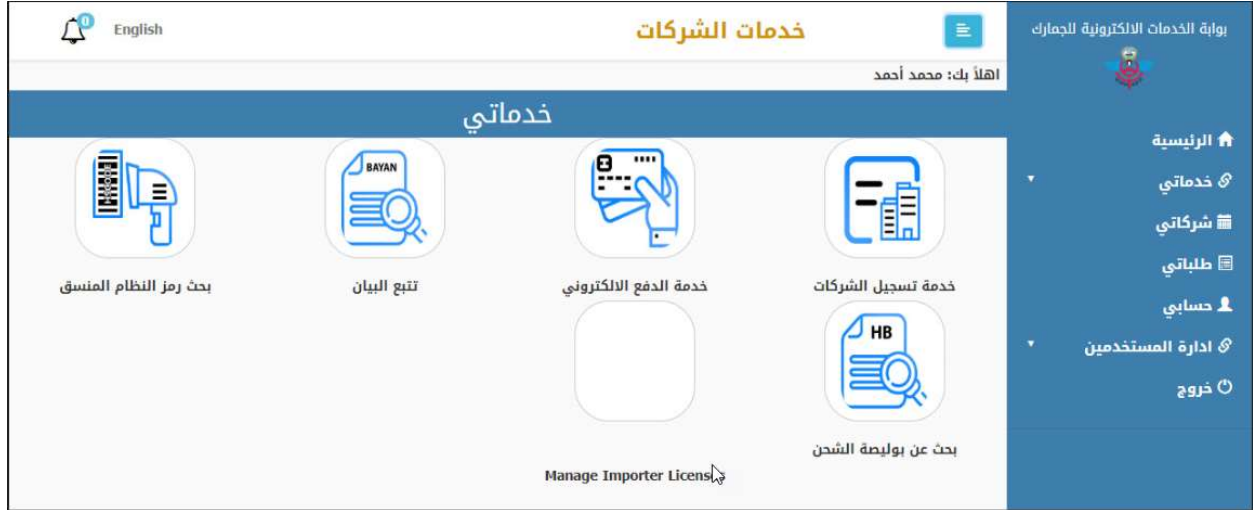 بوابة الخدمات الالكترونية للجمارك
الرئيسية
خدماتي
شركاتي
طلباتي
حسابي
ادارة المستخدمين
خروج
خدمات الشركات
English
0
اهلاً بك: محمد أحمد
خدماتي
خدمة تسجيل الشركات
خدمة الدفع الالكتروني
BAYAN
تتبع البيان
بحث رمز النظام المنسق
HB
بحث عن بوليصة الشحن
Manage Importer Licenses